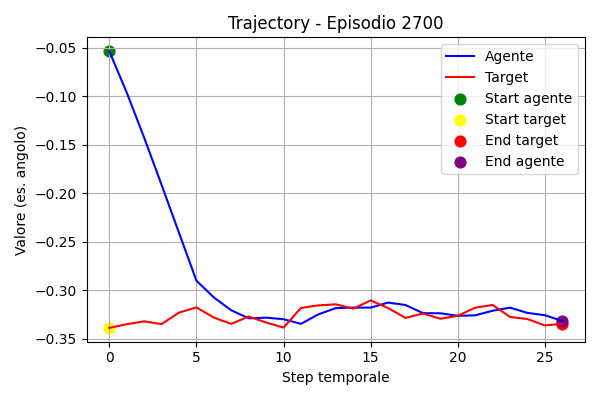 Trajectory - Episodio 2700
Valore (es. angolo)
−0.05
−0.10
−0.15
−0.20
−0.25
−0.30
−0.35
0
5
10
15
20
25
Step temporale
Agente
Target
Start agente
Start target
End target
End agente